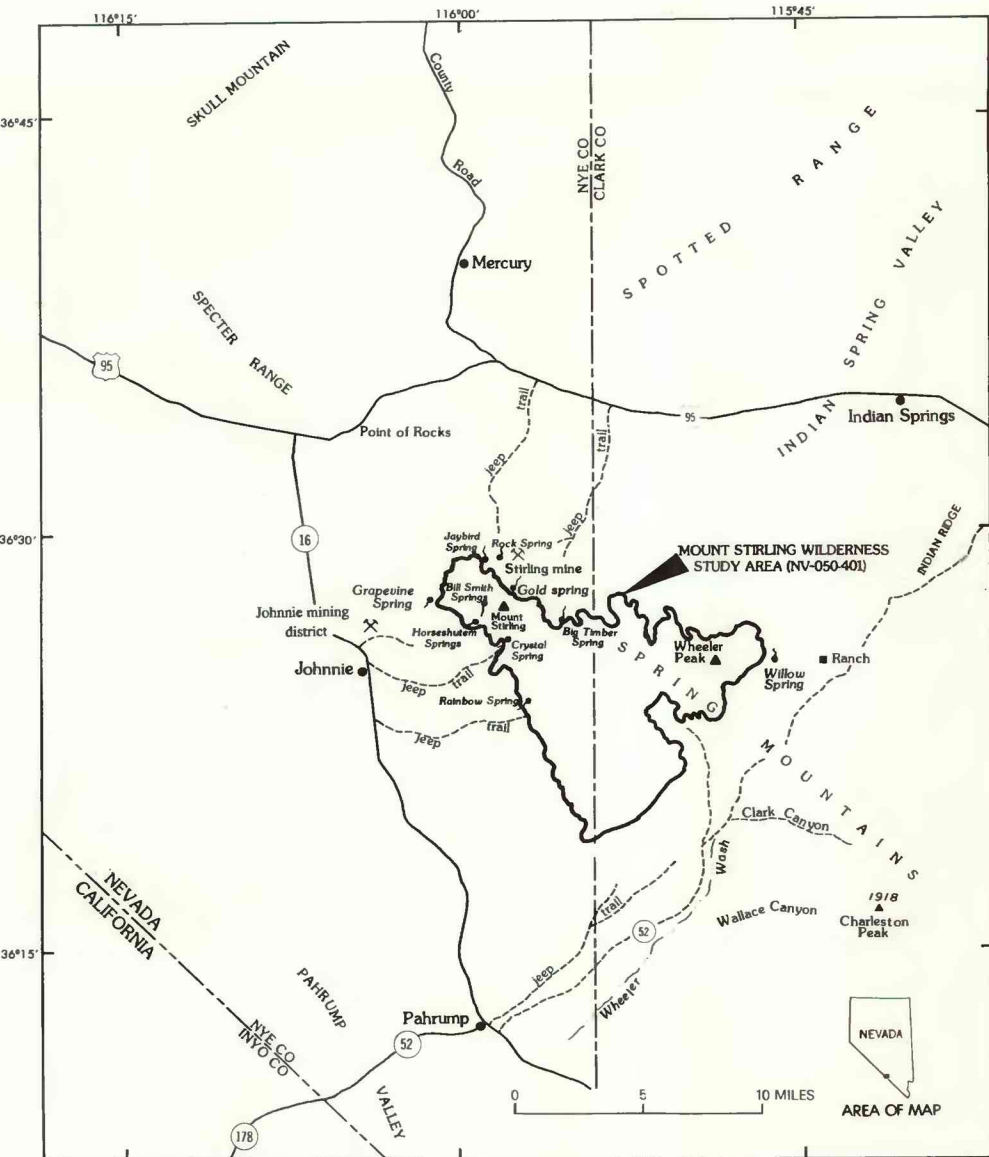 116°15'
116°00'
115°45'
SKULL MOUNTAIN
County
Road
36°45'
NYE CO
CLARK CO
SPOTTED RANGE
INDIAN SPRING VALLEY
Mercury
SPECTER
RANGE
95
Point of Rocks
trail
jeep
trail
jeep
95
Indian Springs
36°30'
16
Jaybird
Spring
Rock Spring
Stirling mine
MOUNT STIRLING WILDERNESS
STUDY AREA (NV-050-401)
INDIAN RIDGE
Grapevine
Spring
Bill Smith
Springs
Gold spring
Mount
Stirling
Johnnie mining
district
Horseshutem
Springs
Crystal
Spring
Big Timber
Spring
Wheeler
Peak
Willow
Spring
Ranch
SPRING MOUNTAINS
Johnnie
jeep
trail
Rainbow Spring
jeep
trail
Clark Canyon
Wash
NEVADA
CALIFORNIA
1918
Charleston
Peak
Wallace Canyon
trail
52
36°15'
jeep
Wheeler
PAHRUMP
Pahrump
NYE CO
INYO CO
52
VALLEY
178
0 5 10 MILES
NEVADA
AREA OF MAP